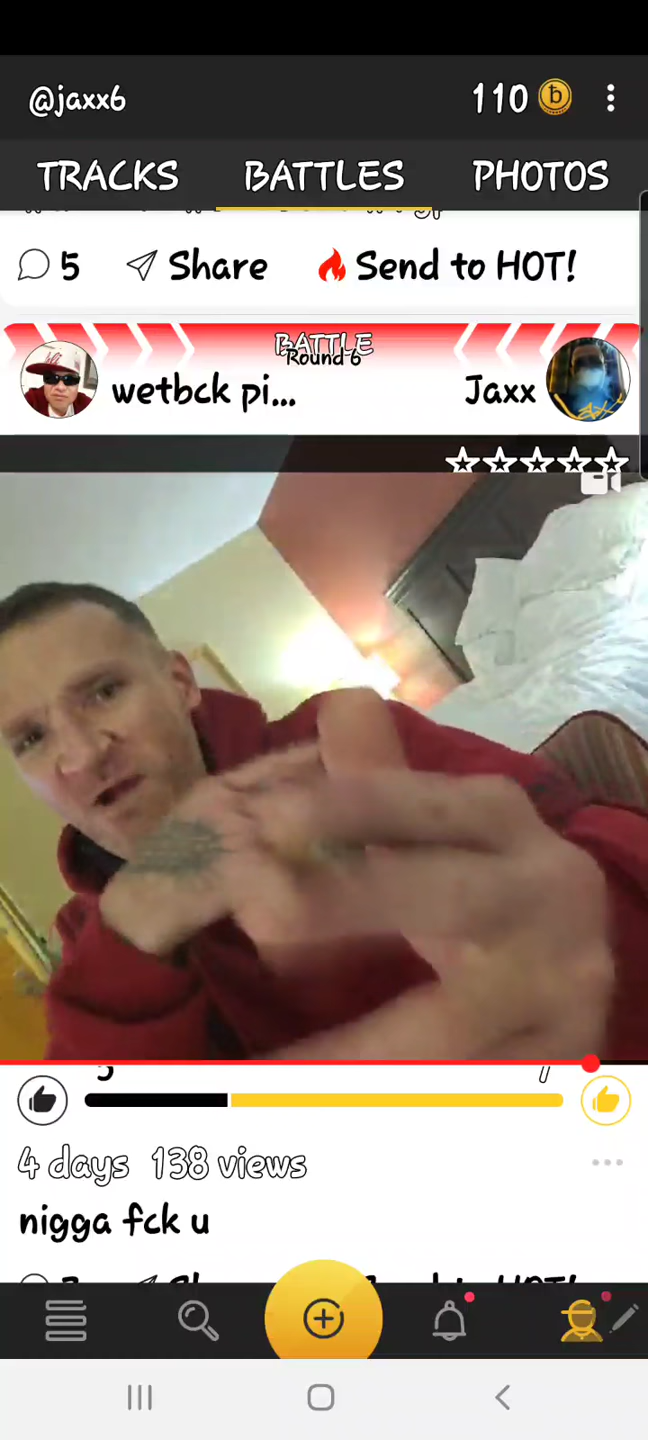 @jaxx6
110
TRACKS BATTLES PHOTOS
5 Share Send to HOT!
BATTLE
Round 6
wetbck pi... Jaxx
4 days 138 views
nigga fck u